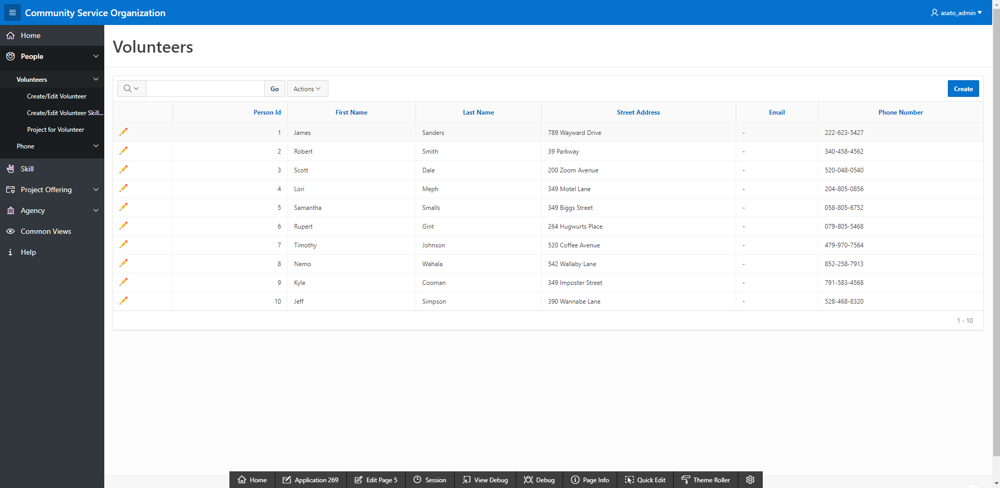 Community Service Organization
asato_admin
Home
People
Volunteers
Create/Edit Volunteer
Create/Edit Volunteer Skill...
Project for Volunteer
Phone
Skill
Project Offering
Agency
Common Views
Help
Volunteers
Go Actions Create
Person Id First Name Last Name Street Address Email Phone Number
1 James Sanders 789 Wayward Drive - 222-623-5427
2 Robert Smith 39 Parkway - 340-458-4562
3 Scott Dale 200 Zoom Avenue - 520-048-0540
4 Lori Meph 349 Motel Lane - 204-805-0856
5 Samantha Smalls 349 Biggs Street - 058-805-6752
6 Rupert Gint 264 Hugwurts Place - 079-805-5468
7 Timothy Johnson 520 Coffee Avenue - 479-970-7564
8 Nemo Wahala 542 Wallaby Lane - 852-258-7913
9 Kyle Cooman 349 Imposter Street - 791-583-4568
10 Jeff Simpson 390 Wannabe Lane - 528-468-8320
1 - 10
Home Application 269 Edit Page 5 Session View Debug Debug Page Info Quick Edit Theme Roller